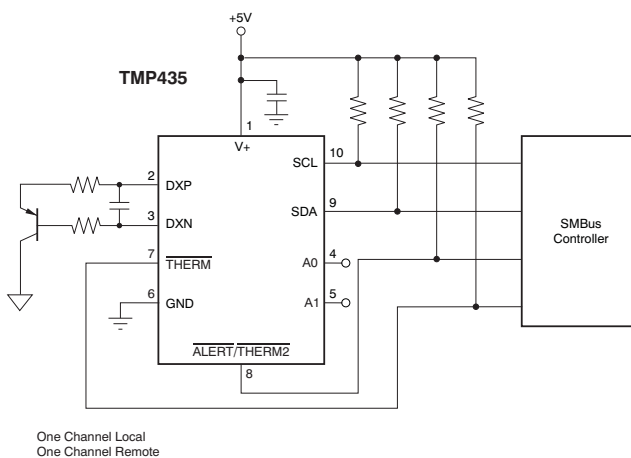 +5V
TMP435
1
V+
SCL
10
2
DXP
SDA
9
3
DXN
SMBus
Controller
7
THERM
A0
4
6
GND
A1
5
ALERT/THERM2
8
One Channel Local
One Channel Remote